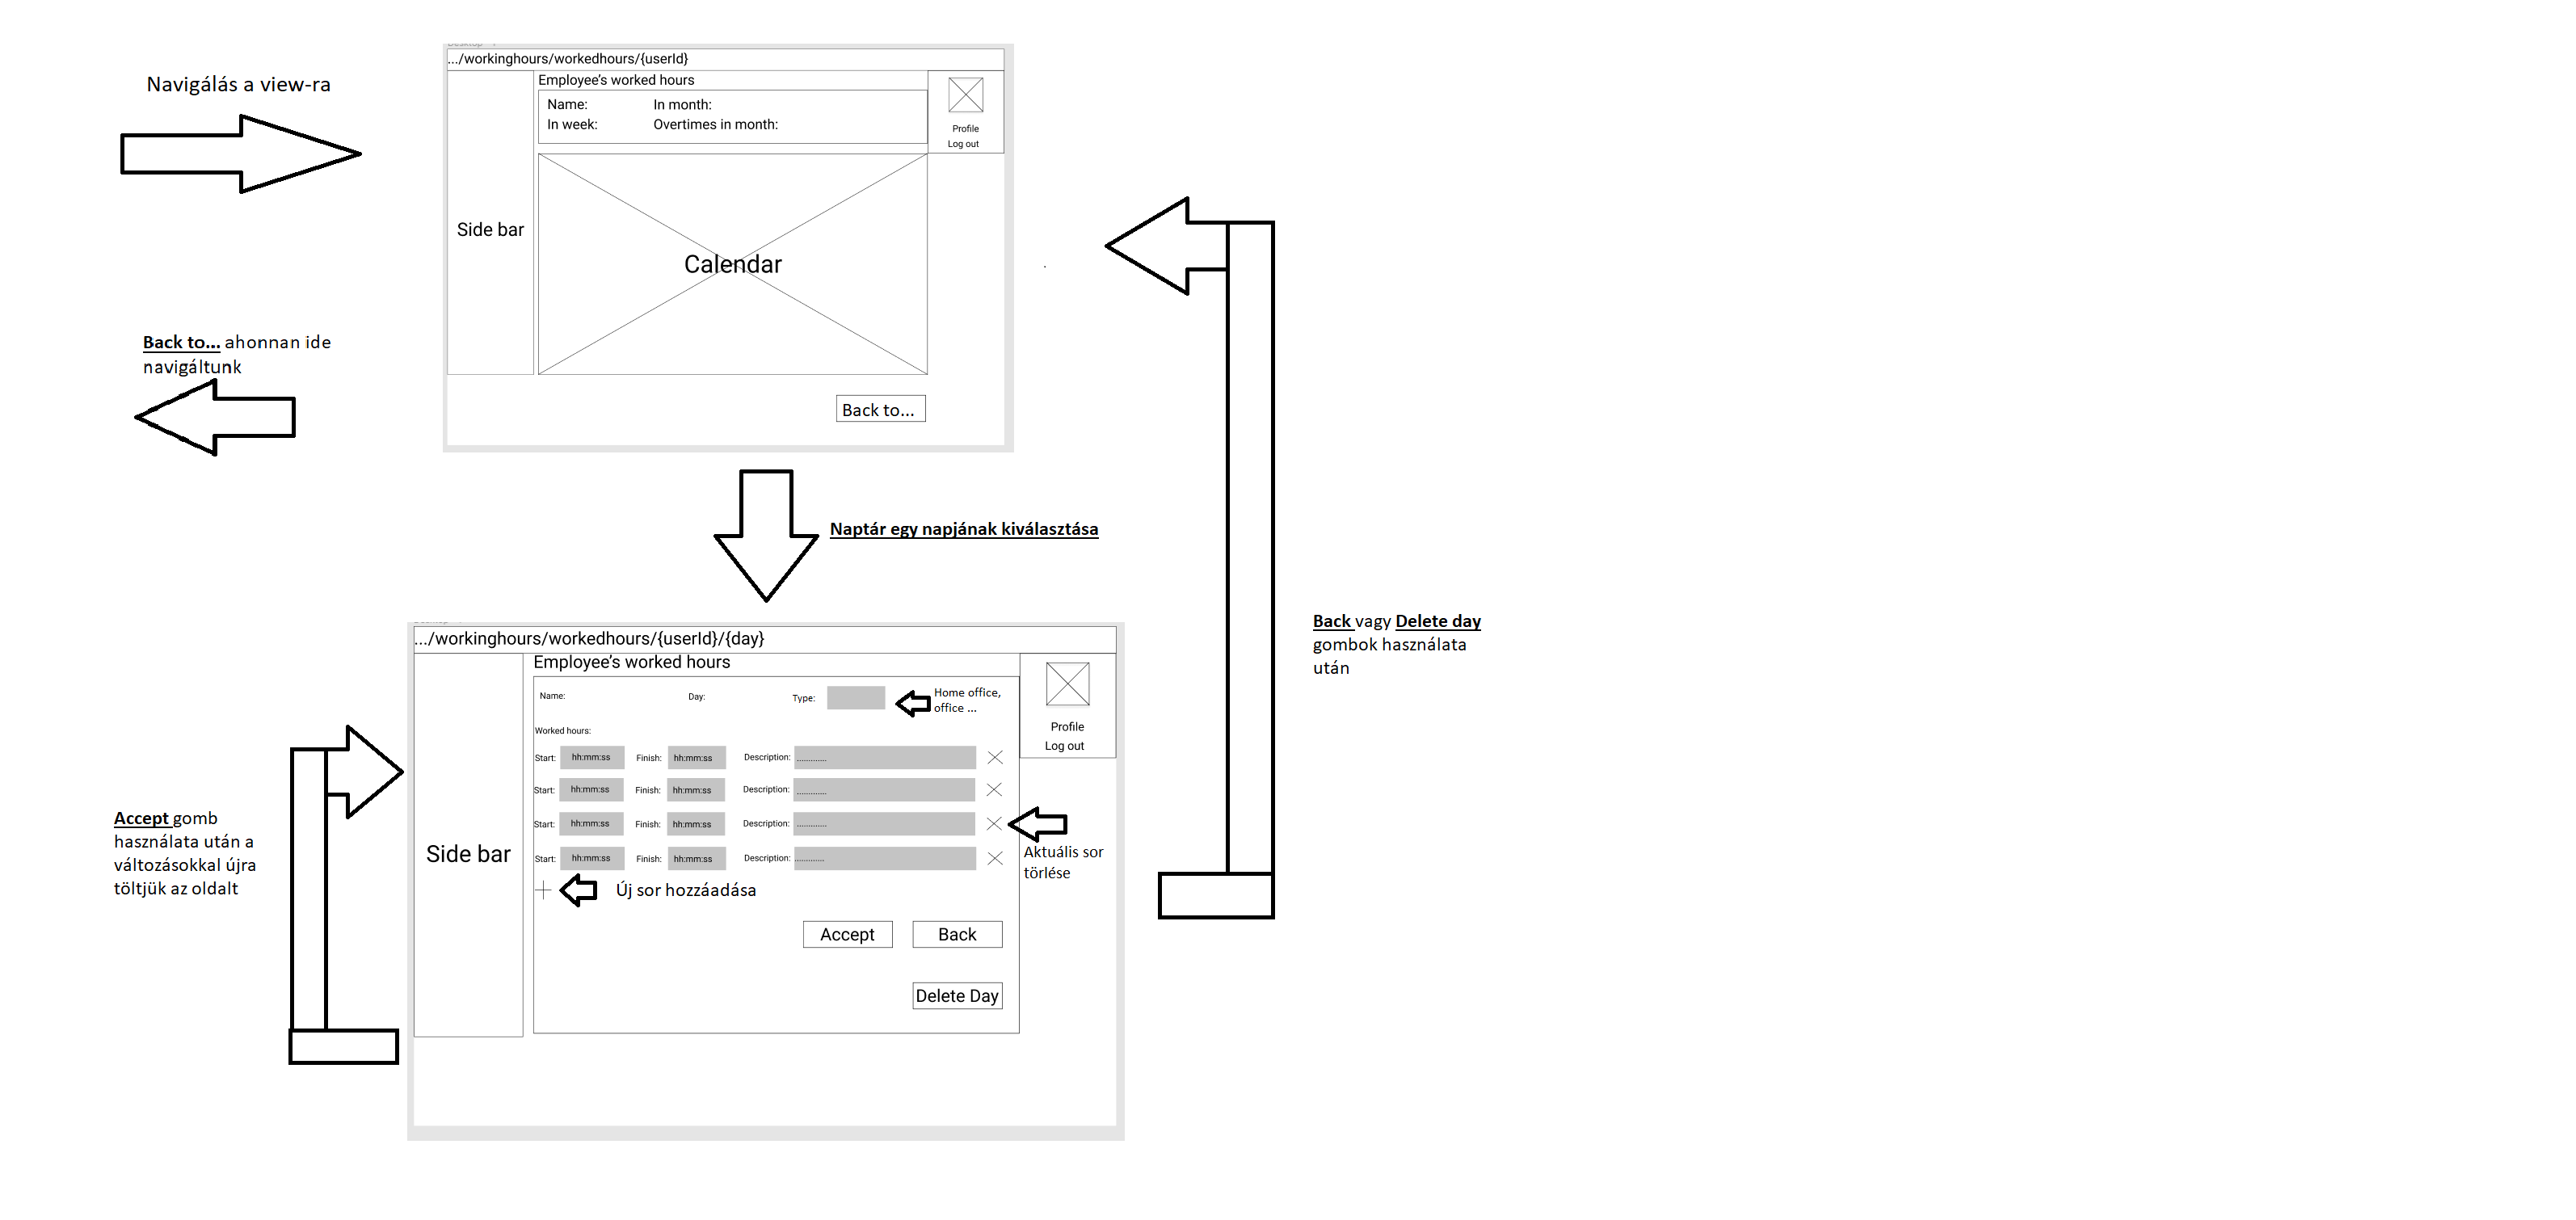 Navigálás a view-ra
.../workinghours/workedhours/{userId}
Employee's worked hours
Name:
In month:
In week:
Overtimes in month:
Profile
Log out
Side bar
Calendar
Back to...
Back to... ahonnan ide
navigáltunk
Naptár egy napjának kiválasztása
Back vagy Delete day
gombok használata
után
.../workinghours/workedhours/{userId}/{day}
Employee's worked hours
Name:
Day:
Type:
Home office,
office ...
Profile
Log out
Worked hours:
Start: hh:mm:ss Finish: hh:mm:ss Description: .............
Start: hh:mm:ss Finish: hh:mm:ss Description: .............
Start: hh:mm:ss Finish: hh:mm:ss Description: .............
Start: hh:mm:ss Finish: hh:mm:ss Description: .............
Aktuális sor
törlése
Új sor hozzáadása
Side bar
Accept
Back
Delete Day
Accept gomb
használata után a
változásokkal újra
töltjük az oldalt